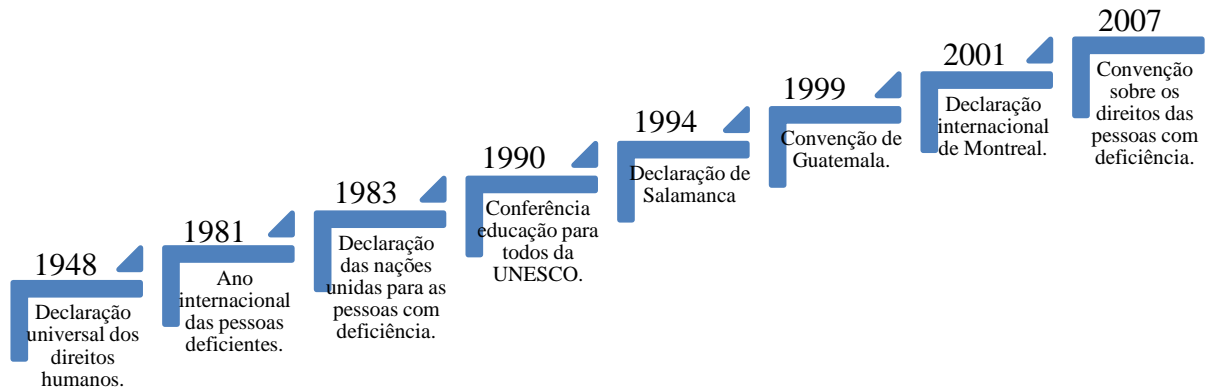 1948
Declaração
universal dos
direitos
humanos.
1981
Ano
internacional
das pessoas
deficientes.
1983
Declaração
das nações
unidas para as
pessoas com
deficiência.
1990
Conferência
educação para
todos da
UNESCO.
1994
Declaração de
Salamanca
1999
Convenção de
Guatemala.
2001
Declaração
internacional
de Montreal.
2007
Convenção
sobre os
direitos das
pessoas com
deficiência.